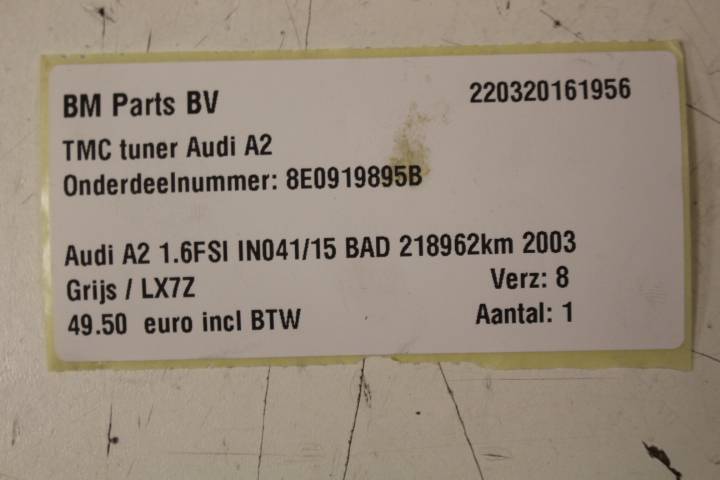 BM Parts BV 220320161956
TMC tuner Audi A2
Onderdeelnummer: 8E0919895B
Audi A2 1.6FSI IN041/15 BAD 218962km 2003
Grijs / LX7Z Verz: 8
49.50 euro incl BTW Aantal: 1